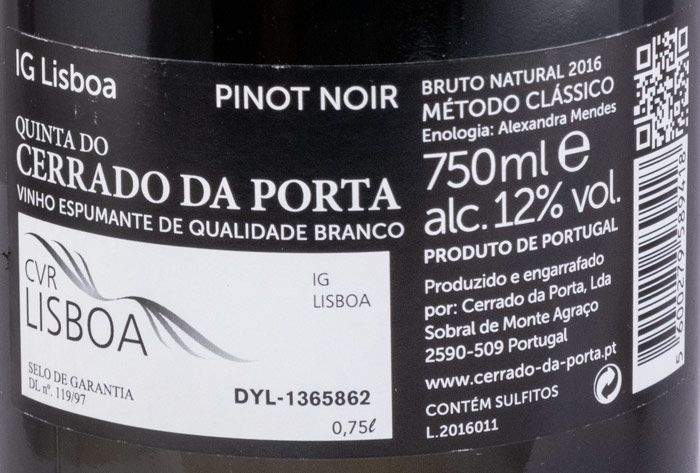 IG Lisboa
PINOT NOIR
QUINTA DO
CERRADO DA PORTA
VINHO ESPUMANTE DE QUALIDADE BRANCO
CVR
LISBOA
IG
LISBOA
SELO DE GARANTIA
DL nº. 119/97
DYL-1365862
0,75ℓ
BRUTO NATURAL 2016
MÉTODO CLÁSSICO
Enologia: Alexandra Mendes
750ml e
alc. 12% vol.
PRODUTO DE PORTUGAL
Produzido e engarrafado
por: Cerrado da Porta, Lda
Sobral de Monte Agraço
2590-509 Portugal
www.cerrado-da-porta.pt
CONTÉM SULFITOS
L.2016011
5 600279 589418